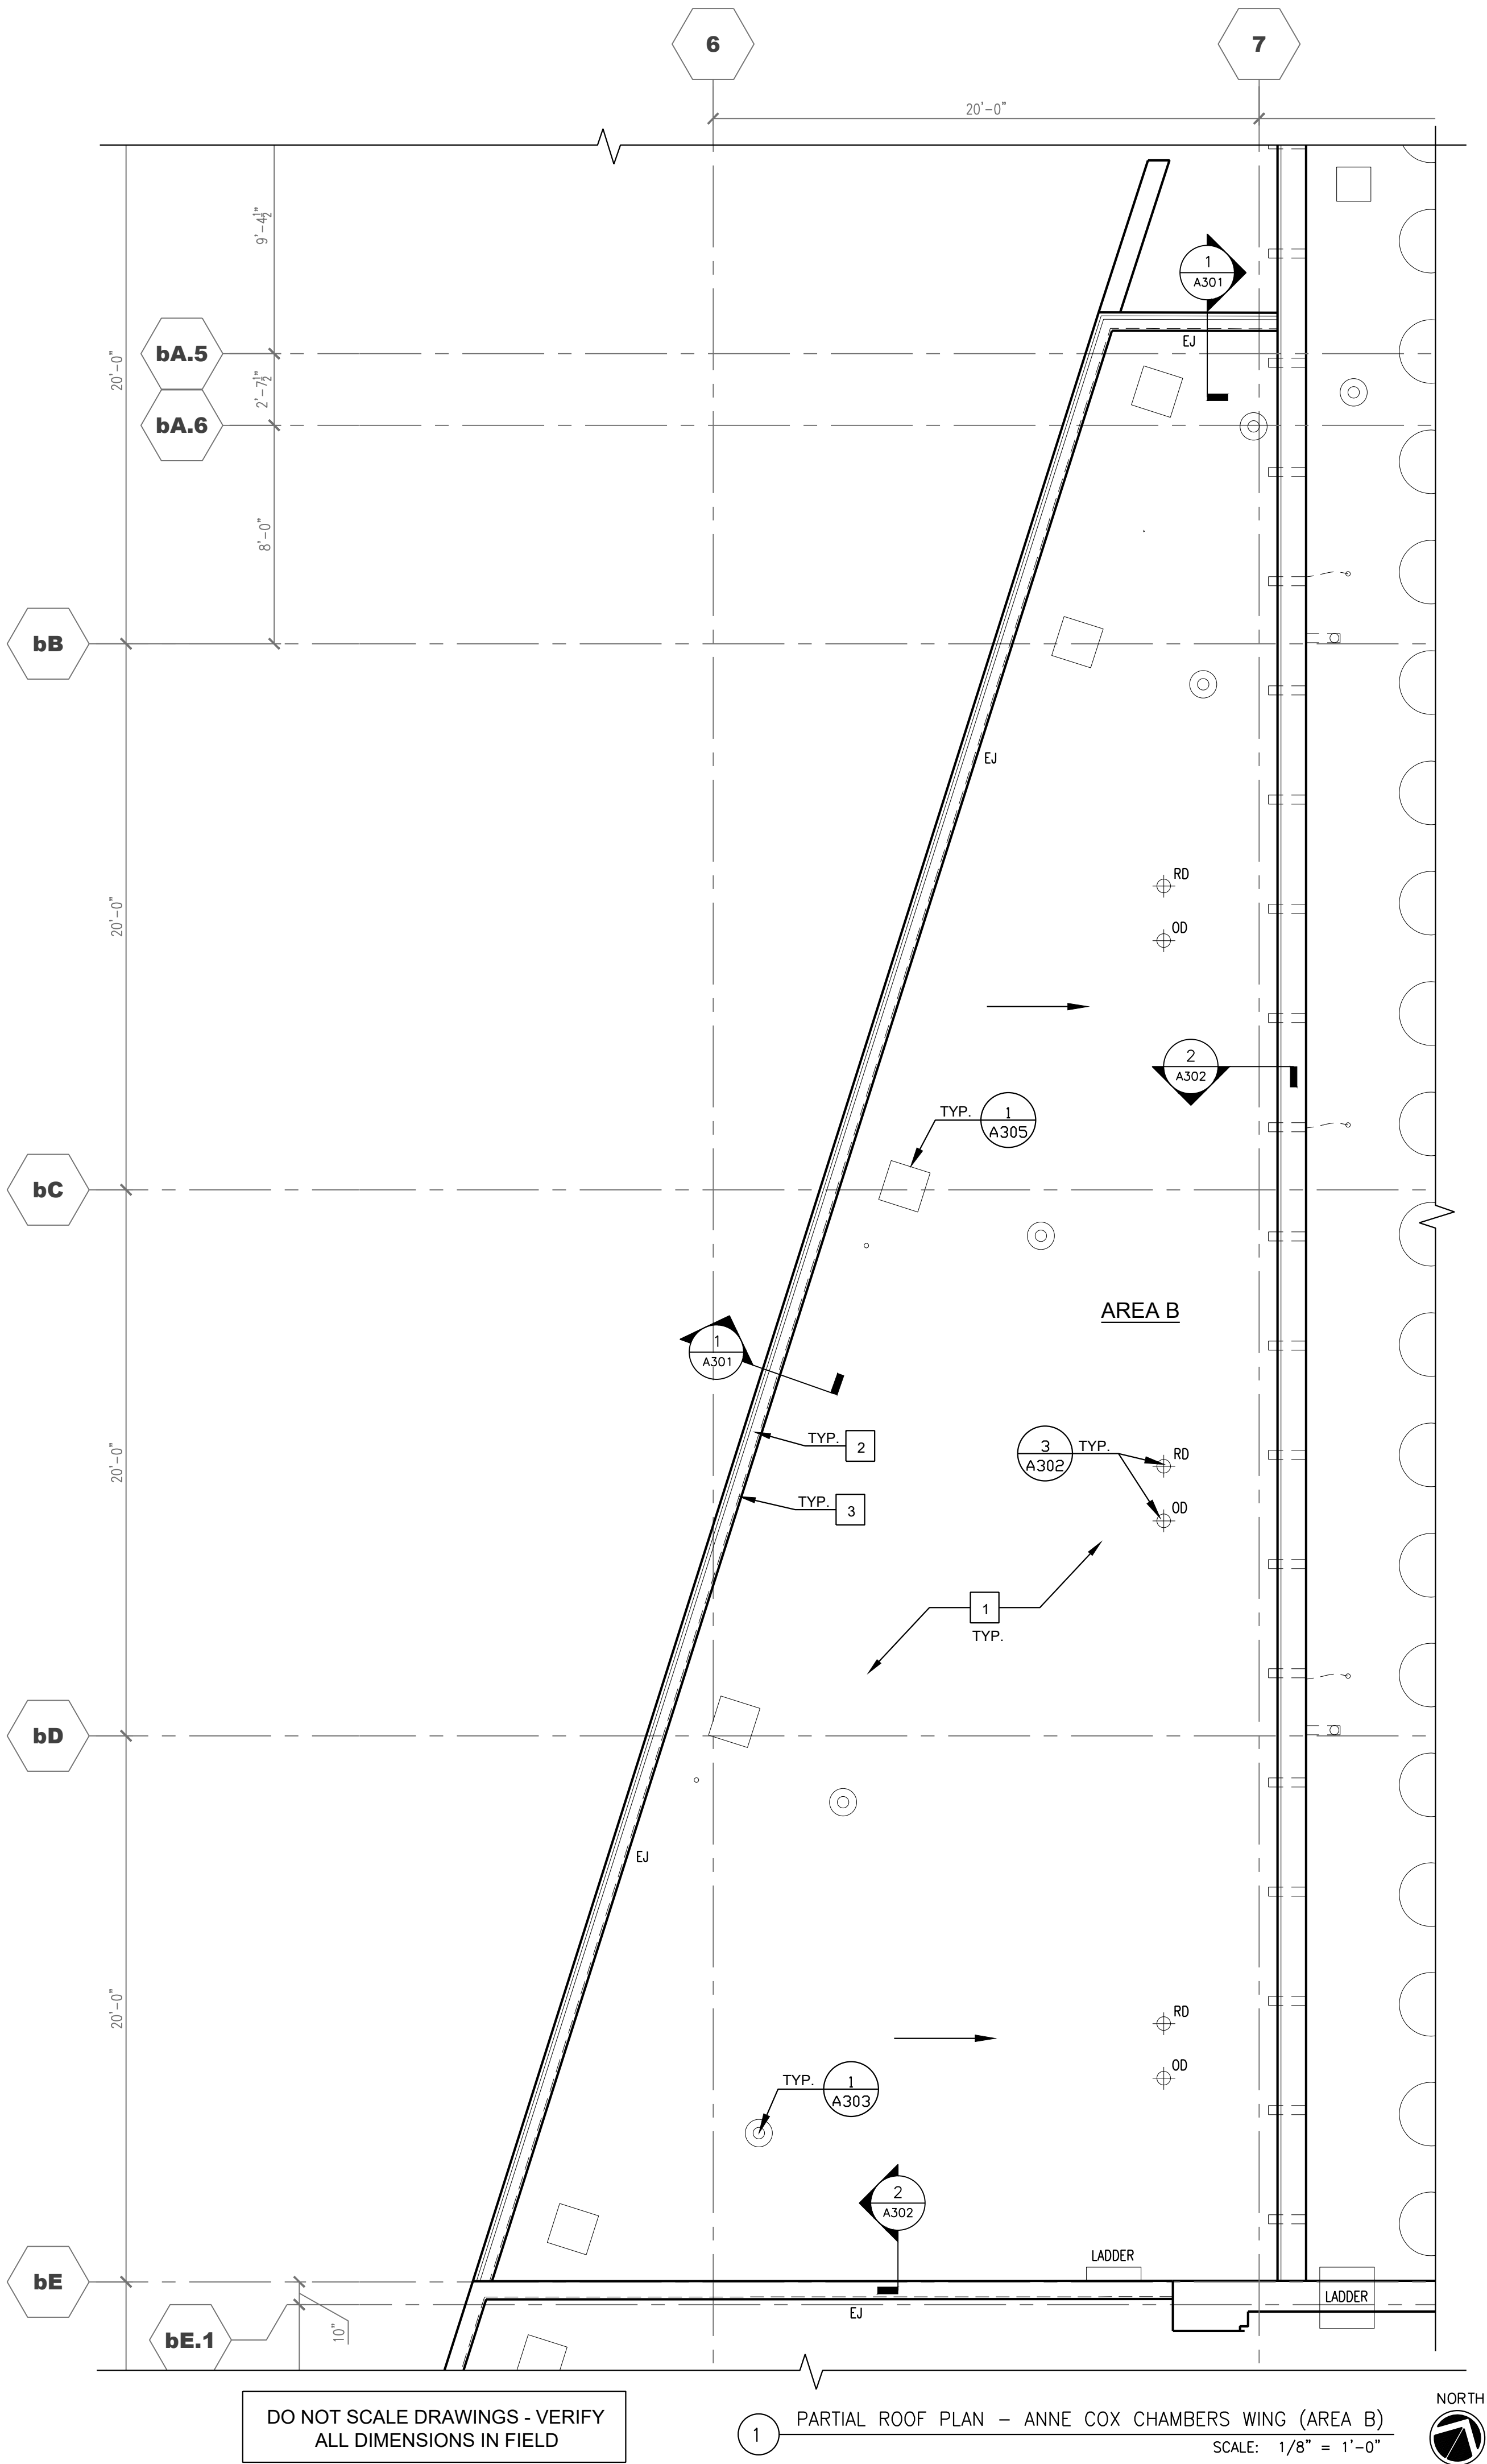 6
7
20'-0"
9'-4½"
1
A301
20'-0"
bA.5
EJ
2'-7½"
bA.6
8'-0"
bB
EJ
RD
20'-0"
OD
2
A302
TYP.
1
A305
bC
AREA B
1
A301
TYP.
2
3
A302
TYP.
RD
20'-0"
TYP.
3
OD
1
TYP.
bD
EJ
20'-0"
RD
OD
TYP.
1
A303
2
A302
LADDER
bE
LADDER
EJ
10"
bE.1
DO NOT SCALE DRAWINGS - VERIFY
ALL DIMENSIONS IN FIELD
1
PARTIAL ROOF PLAN – ANNE COX CHAMBERS WING (AREA B)
SCALE: 1/8" = 1'-0"
NORTH